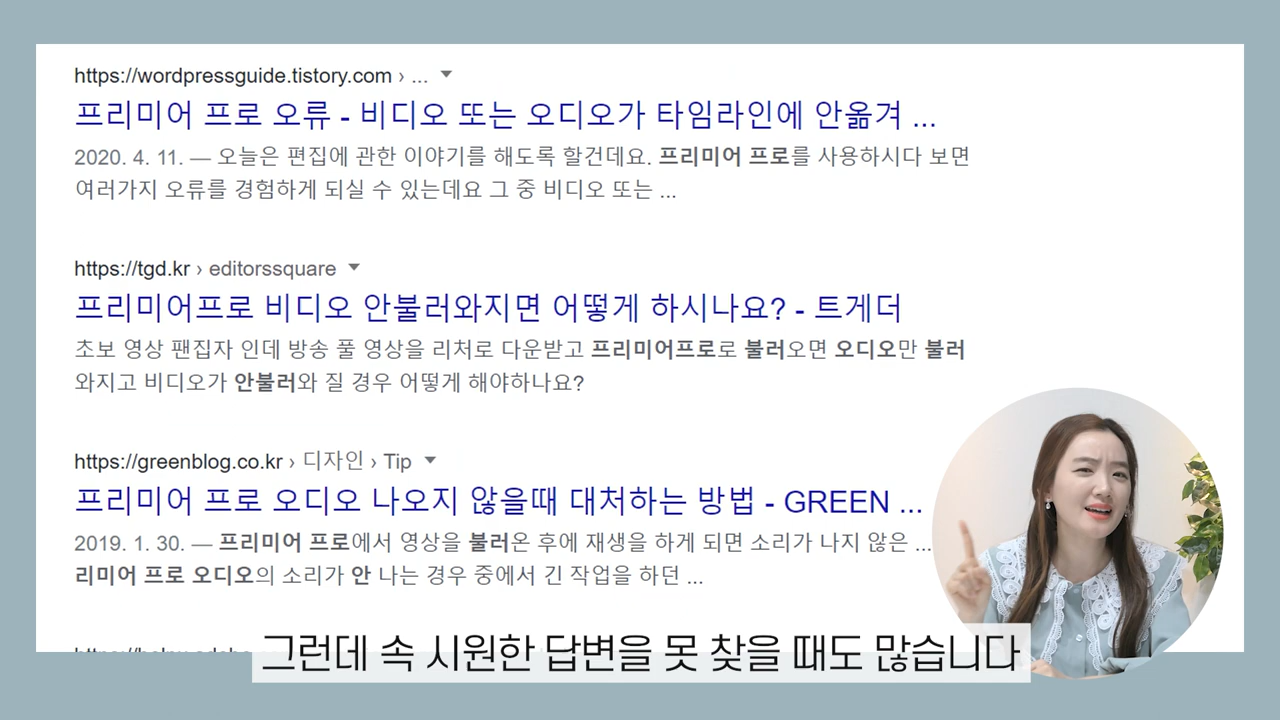 https://wordpressguide.tistory.com › ...
프리미어 프로 오류 - 비디오 또는 오디오가 타임라인에 안옮겨 ...
2020. 4. 11. — 오늘은 편집에 관한 이야기를 해도록 할건데요. 프리미어 프로를 사용하시다 보면
여러가지 오류를 경험하게 되실 수 있는데요 그 중 비디오 또는 ...
https://tgd.kr › editorssquare
프리미어프로 비디오 안불러와지면 어떻게 하시나요? - 트게더
초보 영상 팬집자 인데 방송 풀 영상을 리처로 다운받고 프리미어프로로 불러오면 오디오만 불러
와지고 비디오가 안불러와 질 경우 어떻게 해야하나요?
https://greenblog.co.kr › 디자인 › Tip
프리미어 프로 오디오 나오지 않을때 대처하는 방법 - GREEN ...
2019. 1. 30. — 프리미어 프로에서 영상을 불러온 후에 재생을 하게 되면 소리가 나지 않은 ...
리미어 프로 오디오의 소리가 안 나는 경우 중에서 긴 작업을 하던 ...
그런데 속 시원한 답변을 못 찾을 때도 많습니다